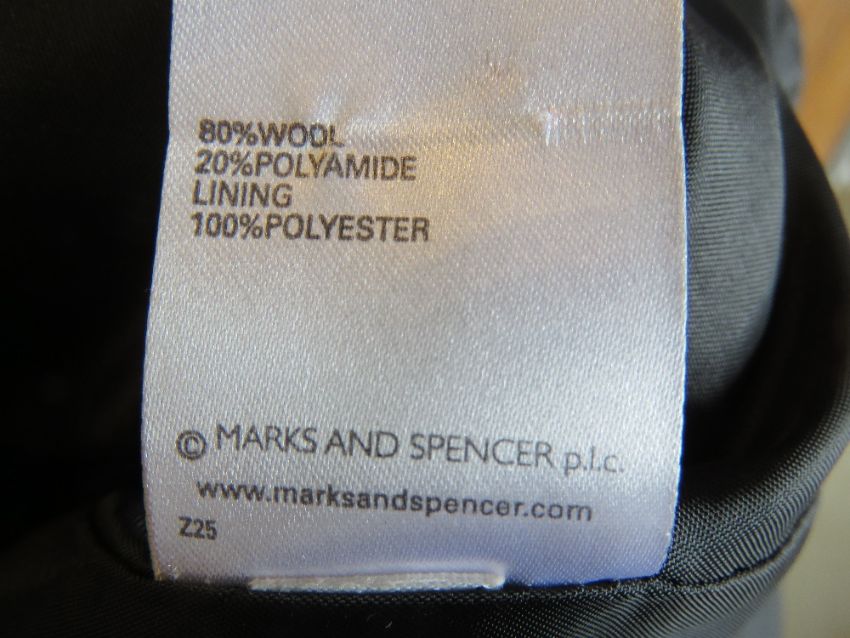 80%WOOL
20%POLYAMIDE
LINING
100%POLYESTER
© MARKS AND SPENCER p.l.c.
www.marksandspencer.com
Z25